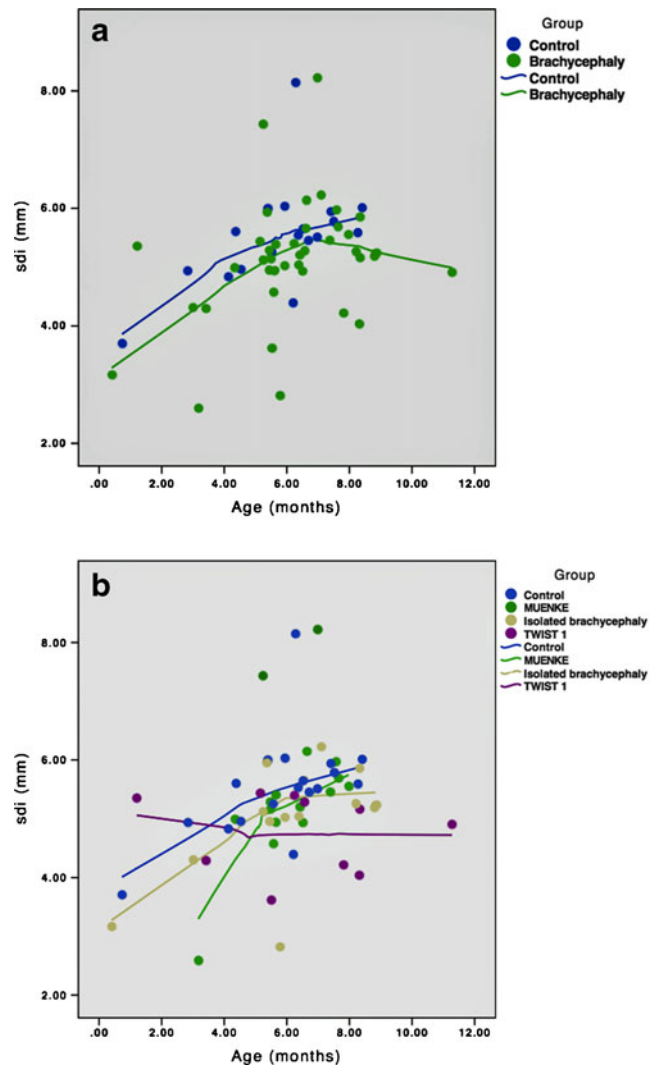 a
Group
Control
Brachycephaly
Control
Brachycephaly
8.00
6.00
4.00
2.00
sdi (mm)
.00 2.00 4.00 6.00 8.00 10.00 12.00
Age (months)
b
Group
Control
MUENKE
Isolated brachycephaly
TWIST 1
Control
MUENKE
Isolated brachycephaly
TWIST 1
8.00
6.00
4.00
2.00
sdi (mm)
.00 2.00 4.00 6.00 8.00 10.00 12.00
Age (months)